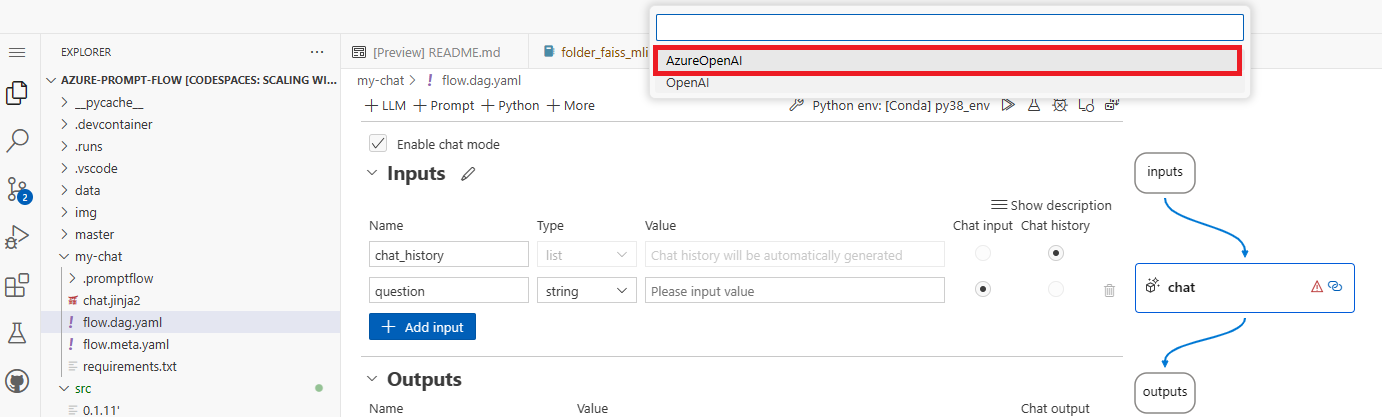 AzureOpenAI
OpenAI
EXPLORER
AZURE-PROMPT-FLOW [CODESPACES: SCALING WI...
__pycache__
.devcontainer
.runs
.vscode
data
img
master
my-chat
.promptflow
chat.jinja2
flow.dag.yaml
flow.meta.yaml
requirements.txt
src
0.1.11'
2
[Preview] README.md
folder_faiss_mli
my-chat > ! flow.dag.yaml
+ LLM + Prompt + Python + More
Python env: [Conda] py38_env
Enable chat mode
Inputs
Show description
Name Type Value Chat input Chat history
chat_history list Chat history will be automatically generated
question string Please input value
+ Add input
Outputs
Name Value Chat output
inputs
chat
outputs